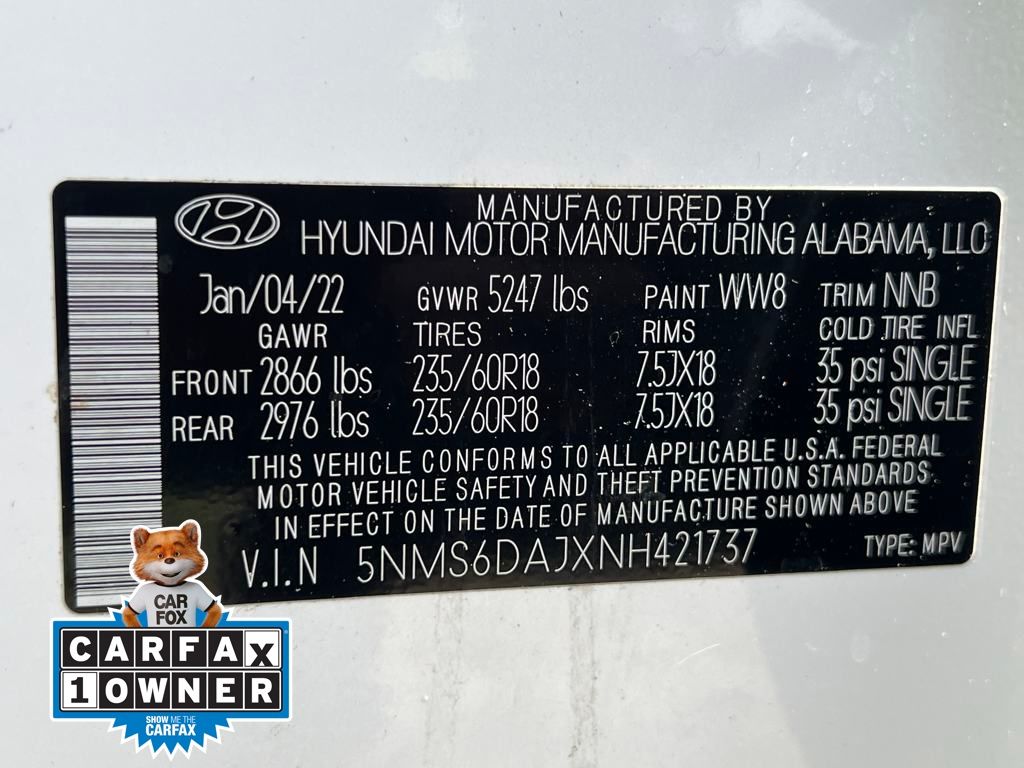 MANUFACTURED BY
HYUNDAI MOTOR MANUFACTURING ALABAMA, LLC
Jan/04/22 GVWR 5247 lbs PAINT WW8 TRIM NNB
GAWR TIRES RIMS COLD TIRE INFL
FRONT 2866 lbs 235/60R18 7.5JX18 35 psi SINGLE
REAR 2976 lbs 235/60R18 7.5JX18 35 psi SINGLE
THIS VEHICLE CONFORMS TO ALL APPLICABLE U.S.A. FEDERAL
MOTOR VEHICLE SAFETY AND THEFT PREVENTION STANDARDS
IN EFFECT ON THE DATE OF MANUFACTURE SHOWN ABOVE
V.I.N 5NMS6DAJXNH421737 TYPE: MPV
CAR
FOX
CARFAX
1 OWNER
SHOW ME THE
CARFAX